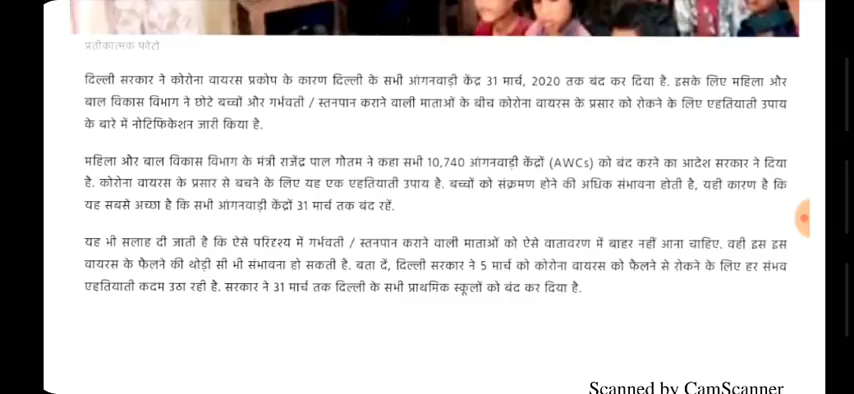 प्रतीकात्मक फोटो
दिल्ली सरकार ने कोरोना वायरस प्रकोप के कारण दिल्ली के सभी आंगनवाड़ी केंद्र 31 मार्च, 2020 तक बंद कर दिया है. इसके लिए महिला और
बाल विकास विभाग ने छोटे बच्चों और गर्भवती / स्तनपान कराने वाली माताओं के बीच कोरोना वायरस के प्रसार को रोकने के लिए एहतियाती उपाय
के बारे में नोटिफिकेशन जारी किया है.
महिला और बाल विकास विभाग के मंत्री राजेंद्र पाल गौतम ने कहा सभी 10,740 आंगनवाड़ी केंद्रों (AWCs) को बंद करने का आदेश सरकार ने दिया
है. कोरोना वायरस के प्रसार से बचने के लिए यह एक एहतियाती उपाय है. बच्चों को संक्रमण होने की अधिक संभावना होती है, यही कारण है कि
यह सबसे अच्छा है कि सभी आंगनवाड़ी केंद्रों 31 मार्च तक बंद रहें.
यह भी सलाह दी जाती है कि ऐसे परिदृश्य में गर्भवती / स्तनपान कराने वाली माताओं को ऐसे वातावरण में बाहर नहीं आना चाहिए. वही इस इस
वायरस के फैलने की थोड़ी सी भी संभावना हो सकती है. बता दें, दिल्ली सरकार ने 5 मार्च को कोरोना वायरस को फैलने से रोकने के लिए हर संभव
एहतियाती कदम उठा रही है. सरकार ने 31 मार्च तक दिल्ली के सभी प्राथमिक स्कूलों को बंद कर दिया है.
Scanned by CamScanner